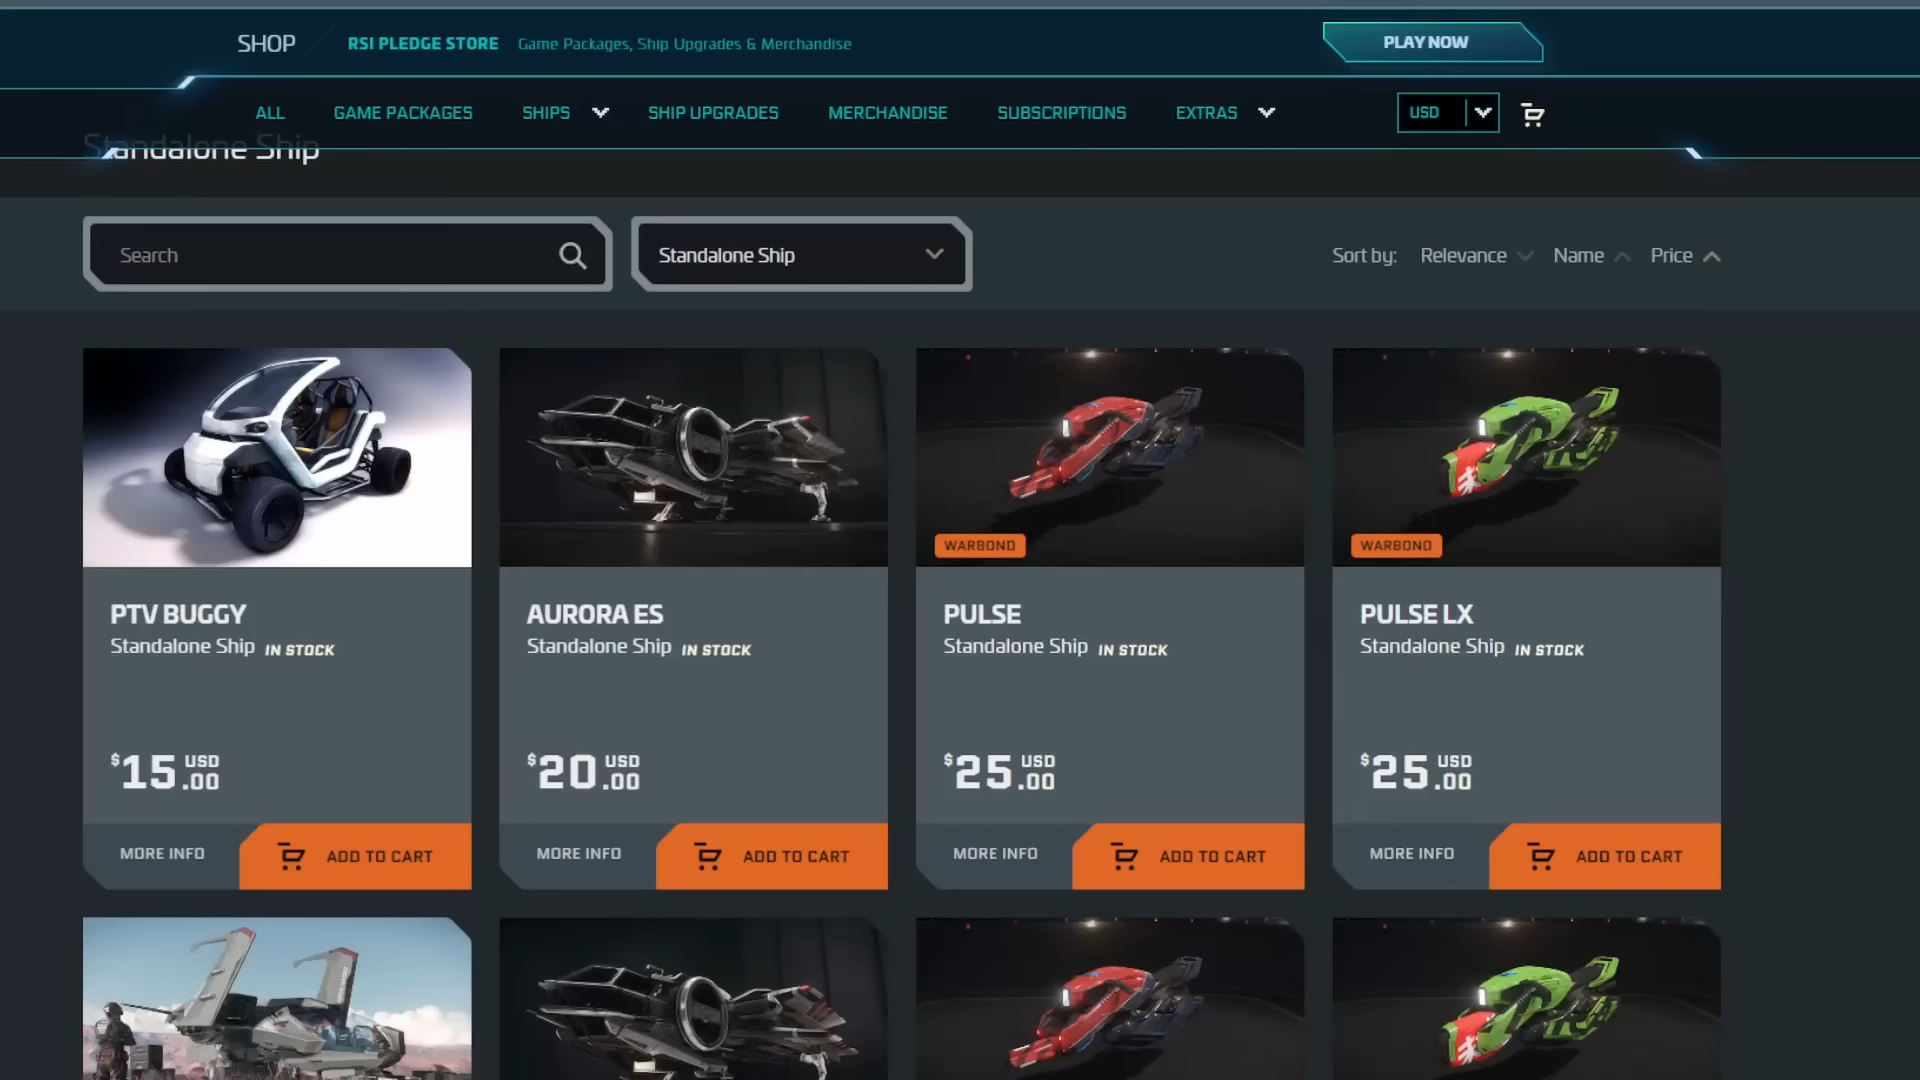 SHOP
RSI PLEDGE STORE
Game Packages, Ship Upgrades & Merchandise
PLAY NOW
ALL
GAME PACKAGES
SHIPS
SHIP UPGRADES
MERCHANDISE
SUBSCRIPTIONS
EXTRAS
USD
Standalone Ship
Search
Standalone Ship
Sort by:
Relevance
Name
Price
WARBOND
WARBOND
PTV BUGGY
Standalone Ship IN STOCK
$15.00 USD
MORE INFO
ADD TO CART
AURORA ES
Standalone Ship IN STOCK
$20.00 USD
MORE INFO
ADD TO CART
PULSE
Standalone Ship IN STOCK
$25.00 USD
MORE INFO
ADD TO CART
PULSE LX
Standalone Ship IN STOCK
$25.00 USD
MORE INFO
ADD TO CART